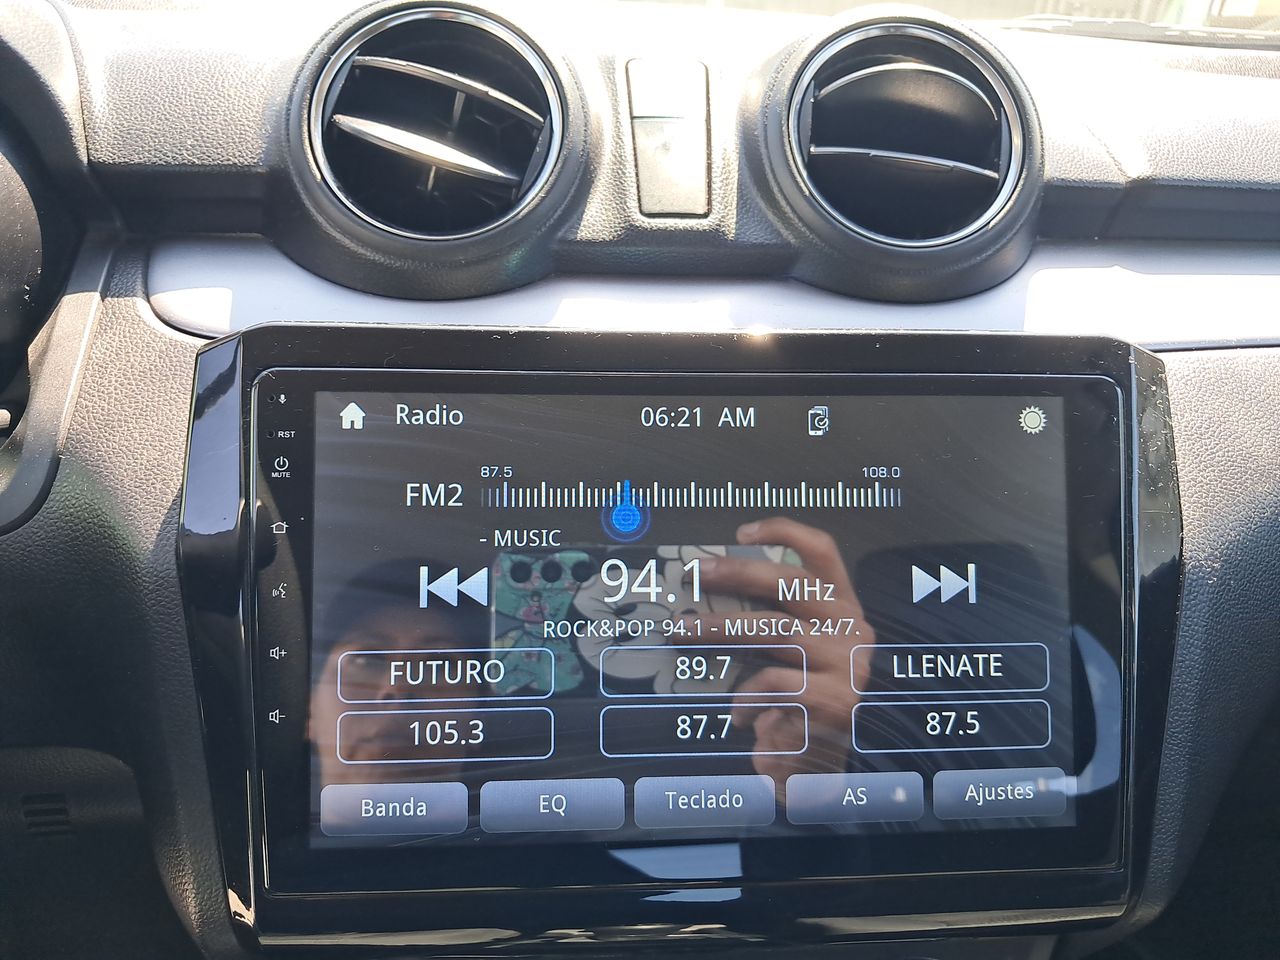 Radio 06:21 AM
RST
MUTE
87.5 108.0
FM2
- MUSIC
94.1 MHz
ROCK&POP 94.1 - MUSICA 24/7.
FUTURO 89.7 LLENATE
105.3 87.7 87.5
Banda EQ Teclado AS Ajustes